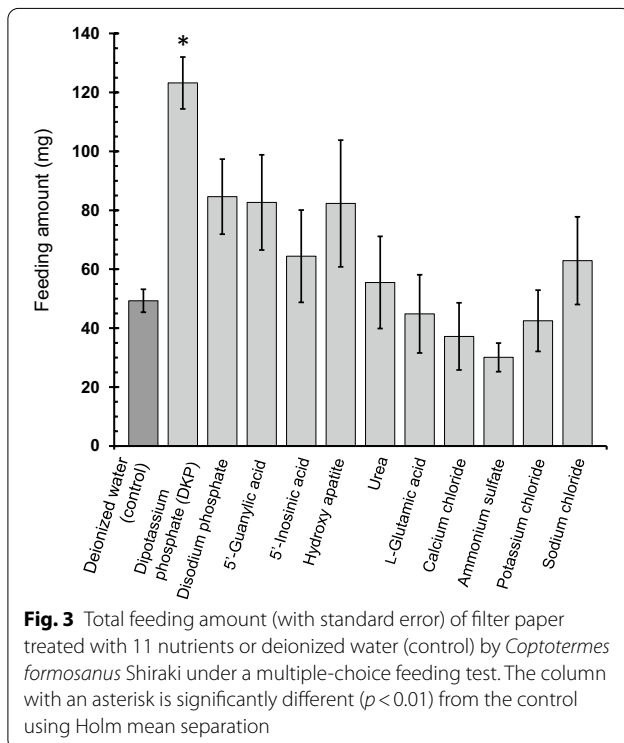 140
120
100
80
60
40
20
0
Feeding amount (mg)
*
Deionized water
(control)
Dipotassium
phosphate (DKP)
Disodium phosphate
5'-Guanylic acid
5'-Inosinic acid
Hydroxy apatite
Urea
L-Glutamic acid
Calcium chloride
Ammonium sulfate
Potassium chloride
Sodium chloride
Fig. 3 Total feeding amount (with standard error) of filter paper
treated with 11 nutrients or deionized water (control) by Coptotermes
formosanus Shiraki under a multiple-choice feeding test. The column
with an asterisk is significantly different (p < 0.01) from the control
using Holm mean separation